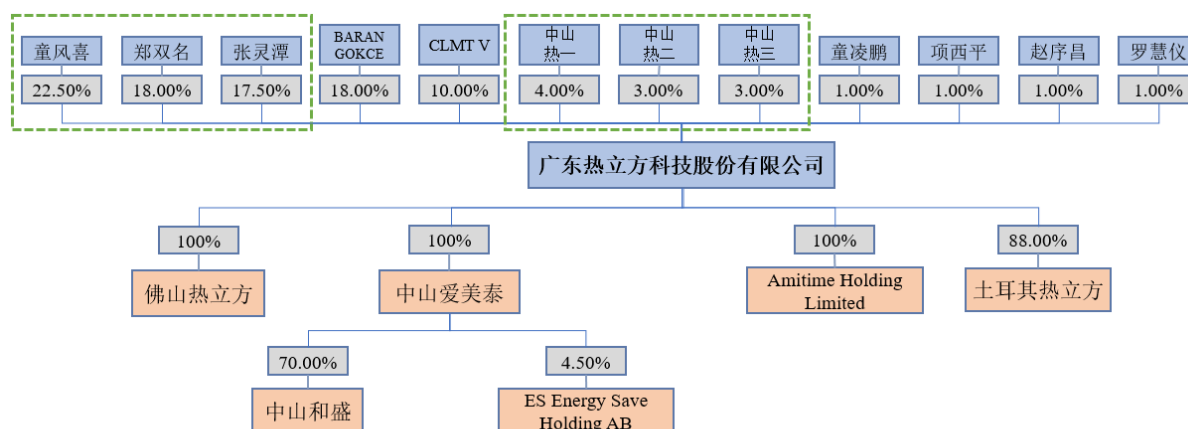 童风喜
郑双名
张灵潭
BARAN
GOKCE
CLMT V
中山
热一
中山
热二
中山
热三
童凌鹏
项西平
赵序昌
罗慧仪
22.50%
18.00%
17.50%
18.00%
10.00%
4.00%
3.00%
3.00%
1.00%
1.00%
1.00%
1.00%
广东热立方科技股份有限公司
100%
100%
100%
88.00%
佛山热立方
中山爱美泰
Amitime Holding
Limited
土耳其热立方
70.00%
4.50%
中山和盛
ES Energy Save
Holding AB